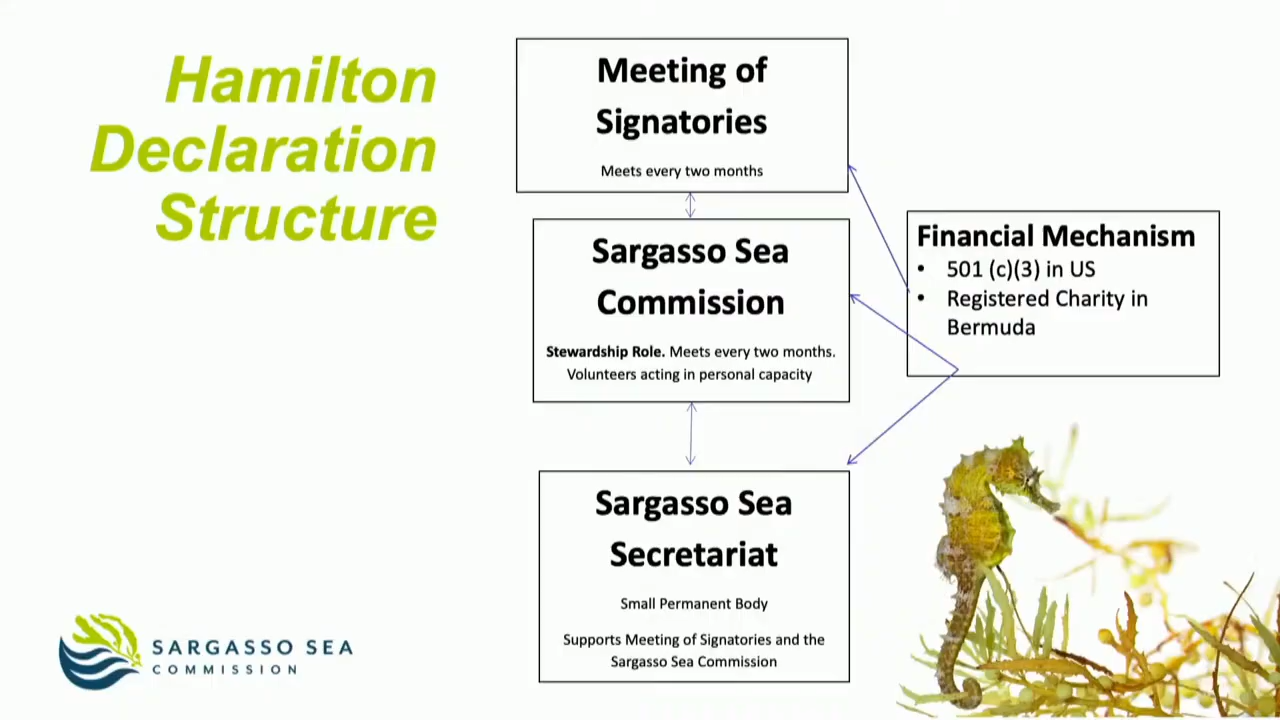 Hamilton
Declaration
Structure
Meeting of
Signatories
Meets every two months
Sargasso Sea
Commission
Stewardship Role. Meets every two months.
Volunteers acting in personal capacity
Financial Mechanism
• 501 (c)(3) in US
• Registered Charity in
Bermuda
Sargasso Sea
Secretariat
Small Permanent Body
Supports Meeting of Signatories and the
Sargasso Sea Commission
SARGASSO SEA
COMMISSION